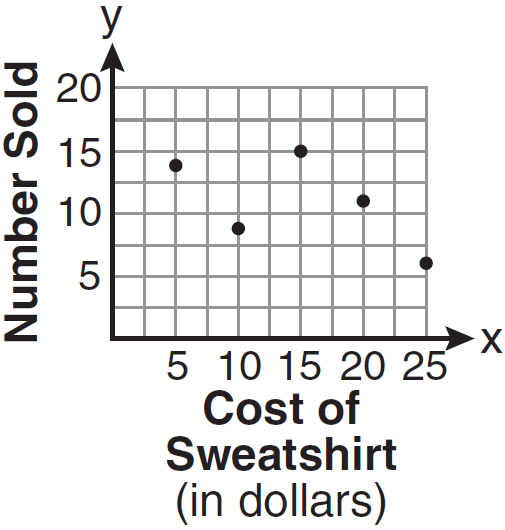 y
Number Sold
20
15
10
5
x
5 10 15 20 25
Cost of
Sweatshirt
(in dollars)